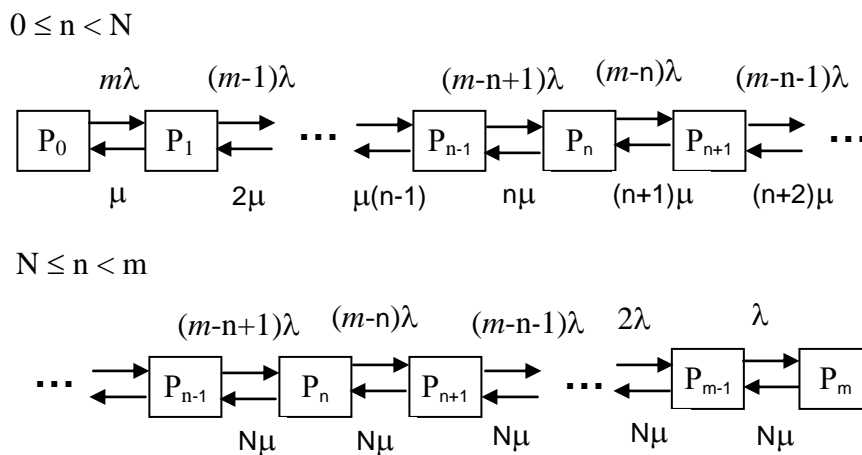 0 ≤ n < N
mλ (m-1)λ (m-n+1)λ (m-n)λ (m-n-1)λ
P₀ P₁ ... Pₙ₋₁ Pₙ Pₙ₊₁ ...
μ 2μ μ(n-1) nμ (n+1)μ (n+2)μ
N ≤ n < m
(m-n+1)λ (m-n)λ (m-n-1)λ 2λ λ
... Pₙ₋₁ Pₙ Pₙ₊₁ ... Pₘ₋₁ Pₘ
Nμ Nμ Nμ Nμ Nμ